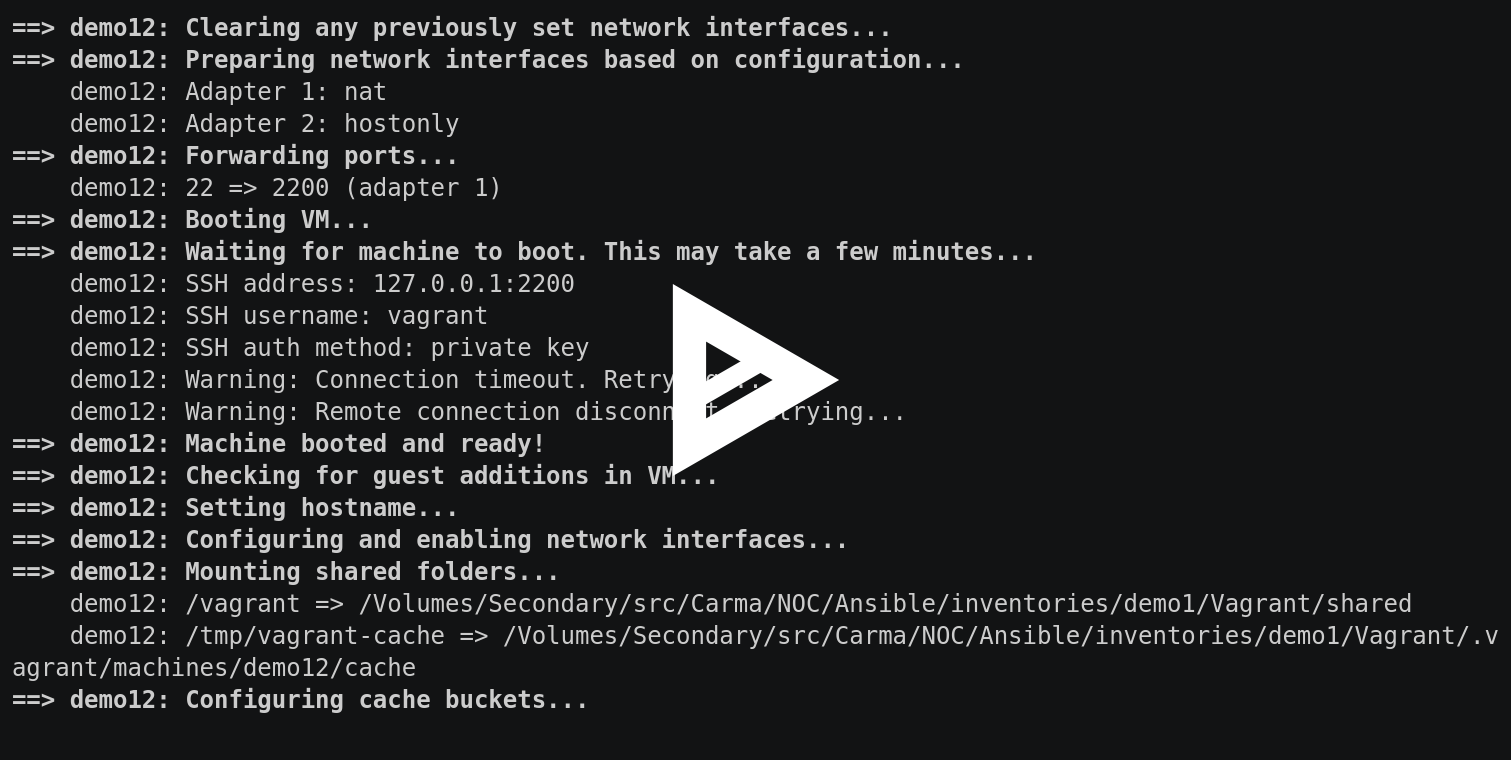 ==> demo12: Clearing any previously set network interfaces...
==> demo12: Preparing network interfaces based on configuration...
demo12: Adapter 1: nat
demo12: Adapter 2: hostonly
==> demo12: Forwarding ports...
demo12: 22 => 2200 (adapter 1)
==> demo12: Booting VM...
==> demo12: Waiting for machine to boot. This may take a few minutes...
demo12: SSH address: 127.0.0.1:2200
demo12: SSH username: vagrant
demo12: SSH auth method: private key
demo12: Warning: Connection timeout.
demo12: Warning: Remote connection
==> demo12: Machine booted and ready!
==> demo12: Checking for guest additions in VM...
==> demo12: Setting hostname...
==> demo12: Configuring and enabling network interfaces...
==> demo12: Mounting shared folders...
demo12: /vagrant => /Volumes/Secondary/src/Carma/NOC/Ansible/inventories/demo1/Vagrant/shared
demo12: /tmp/vagrant-cache => /Volumes/Secondary/src/Carma/NOC/Ansible/inventories/demo1/Vagrant/.v
agrant/machines/demo12/cache
==> demo12: Configuring cache buckets...